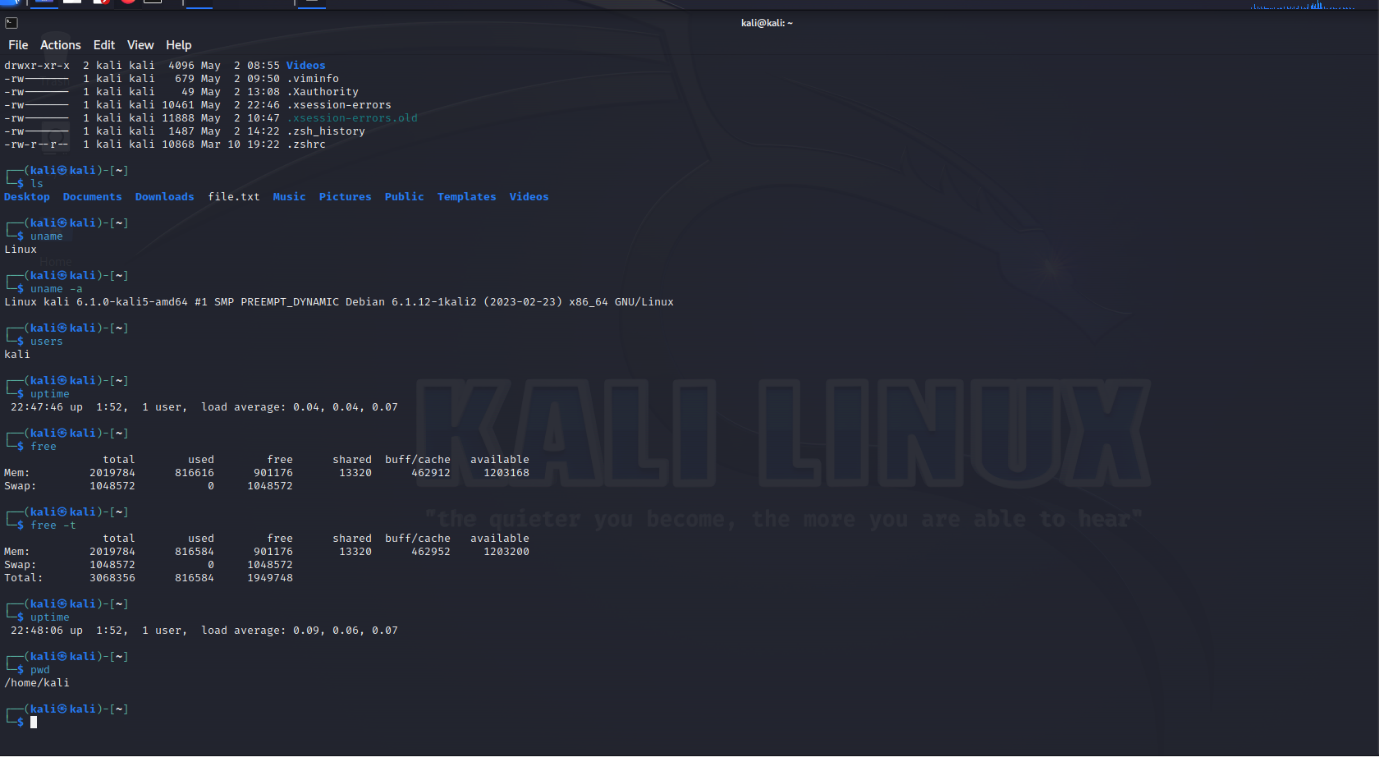 kali@kali: ~
File Actions Edit View Help
drwxr-xr-x 2 kali kali 4096 May 2 08:55 Videos
-rw------- 1 kali kali 679 May 2 09:50 .viminfo
-rw------- 1 kali kali 49 May 2 13:08 .Xauthority
-rw------- 1 kali kali 10461 May 2 22:46 .xsession-errors
-rw------- 1 kali kali 11888 May 2 10:47 .xsession-errors.old
-rw------- 1 kali kali 1487 May 2 14:22 .zsh_history
-rw-r--r-- 1 kali kali 10868 Mar 10 19:22 .zshrc
┌──(kali㉿kali)-[~]
└─$ ls
Desktop Documents Downloads file.txt Music Pictures Public Templates Videos
┌──(kali㉿kali)-[~]
└─$ uname
Linux
Home
┌──(kali㉿kali)-[~]
└─$ uname -a
Linux kali 6.1.0-kali5-amd64 #1 SMP PREEMPT_DYNAMIC Debian 6.1.12-1kali2 (2023-02-23) x86_64 GNU/Linux
┌──(kali㉿kali)-[~]
└─$ users
kali
┌──(kali㉿kali)-[~]
└─$ uptime
22:47:46 up 1:52, 1 user, load average: 0.04, 0.04, 0.07
KALI LINUX
┌──(kali㉿kali)-[~]
└─$ free
total used free shared buff/cache available
Mem: 2019784 816616 901176 13320 462912 1203168
Swap: 1048572 0 1048572
┌──(kali㉿kali)-[~]
└─$ free -t
"the quieter you become, the more you are able to hear"
total used free shared buff/cache available
Mem: 2019784 816584 901176 13320 462952 1203200
Swap: 1048572 0 1048572
Total: 3068356 816584 1949748
┌──(kali㉿kali)-[~]
└─$ uptime
22:48:06 up 1:52, 1 user, load average: 0.09, 0.06, 0.07
┌──(kali㉿kali)-[~]
└─$ pwd
/home/kali
┌──(kali㉿kali)-[~]
└─$